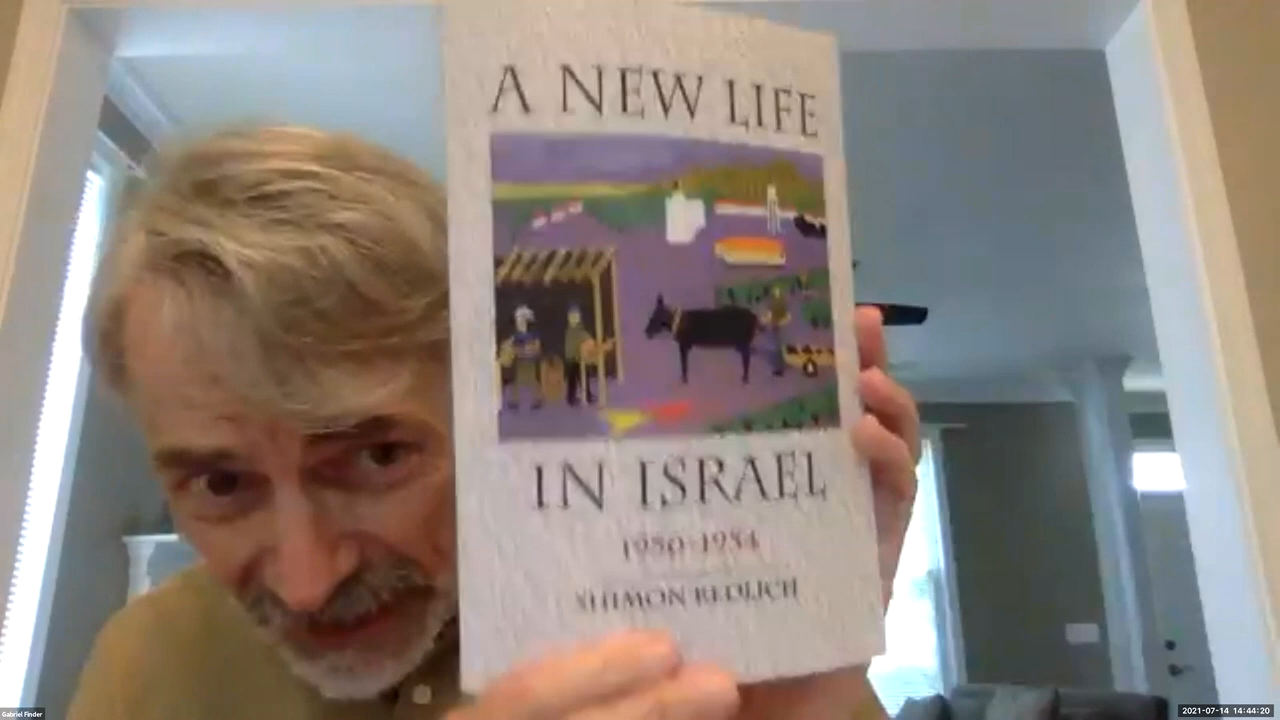 A NEW LIFE
IN ISRAEL
1950-1954
SHIMON REDLICH
Gabriel Finder
2021-07-14 14:44:20